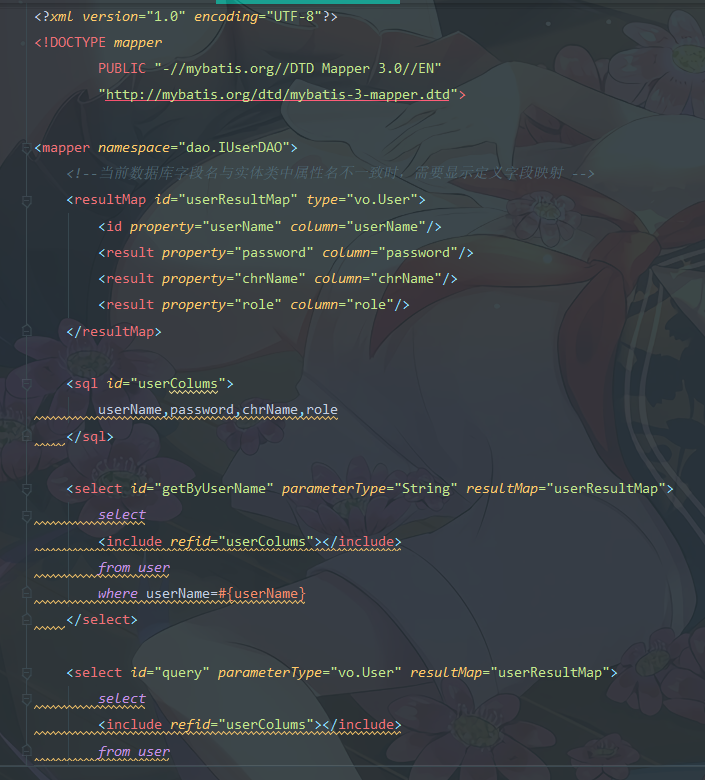 <?xml version="1.0" encoding="UTF-8"?>
<!DOCTYPE mapper
        PUBLIC "-//mybatis.org//DTD Mapper 3.0//EN"
        "http://mybatis.org/dtd/mybatis-3-mapper.dtd">
<mapper namespace="dao.IUserDAO">
    <!--当前数据库字段名与实体类中属性名不一致时，需要显示定义字段映射 -->
    <resultMap id="userResultMap" type="vo.User">
        <id property="userName" column="userName"/>
        <result property="password" column="password"/>
        <result property="chrName" column="chrName"/>
        <result property="role" column="role"/>
    </resultMap>
    <sql id="userColums">
        userName,password,chrName,role
    </sql>
    <select id="getByUserName" parameterType="String" resultMap="userResultMap">
        select
        <include refid="userColums"></include>
        from user
        where userName=#{userName}
    </select>
    <select id="query" parameterType="vo.User" resultMap="userResultMap">
        select
        <include refid="userColums"></include>
        from user